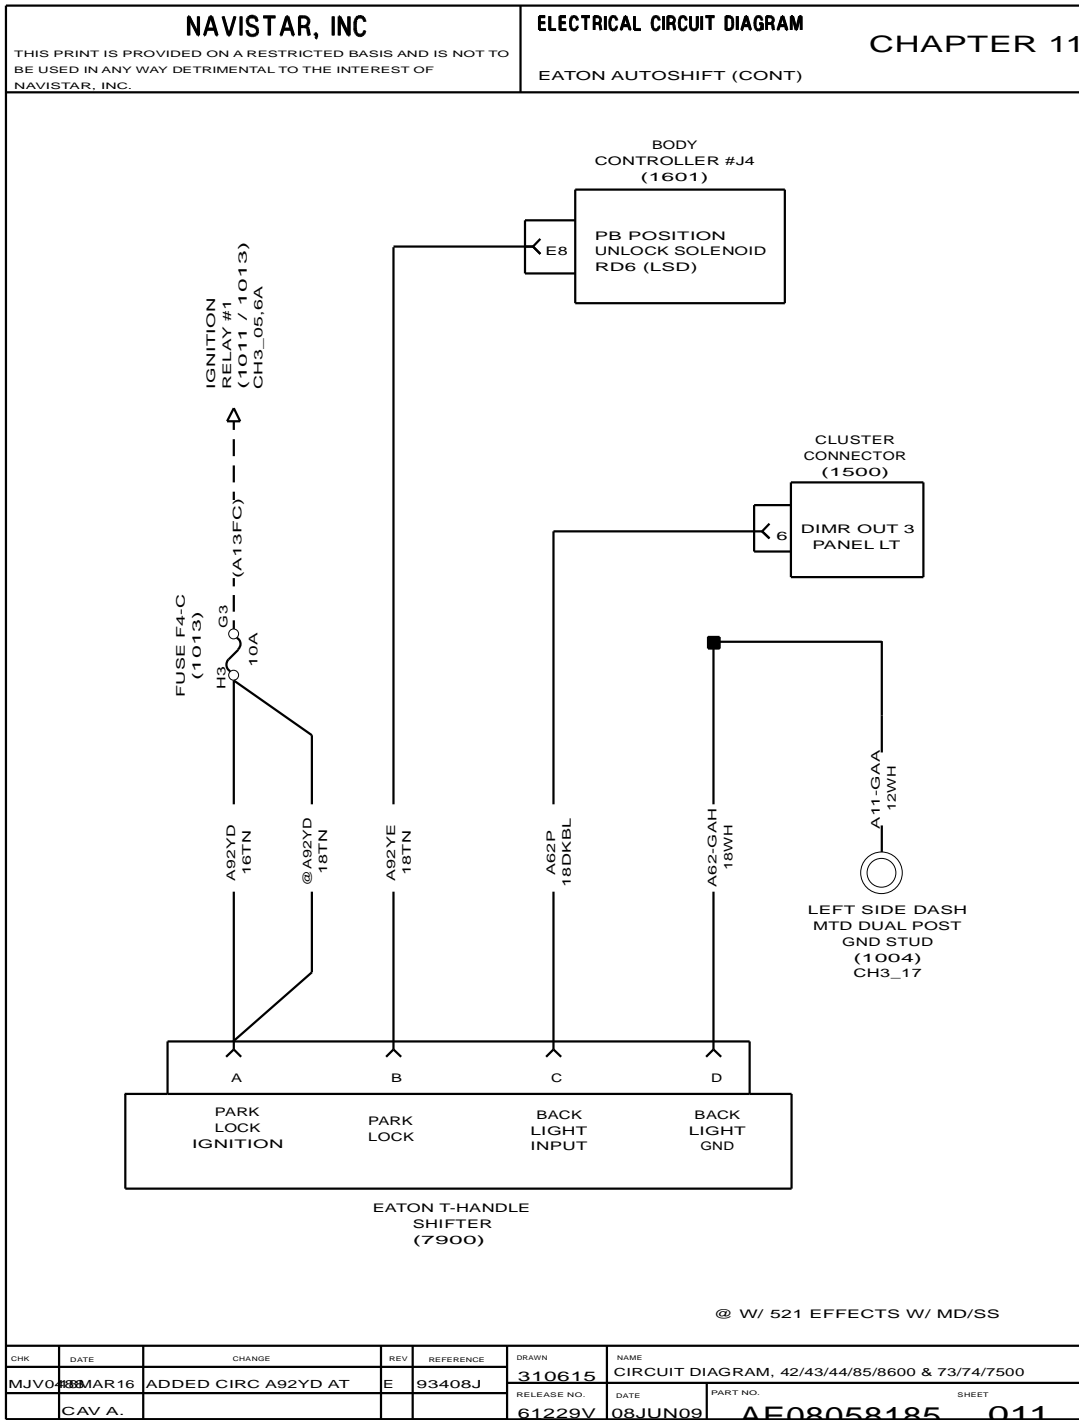 NAVISTAR, INC
THIS PRINT IS PROVIDED ON A RESTRICTED BASIS AND IS NOT TO
BE USED IN ANY WAY DETRIMENTAL TO THE INTEREST OF
NAVISTAR, INC.
ELECTRICAL CIRCUIT DIAGRAM
EATON AUTOSHIFT (CONT)
CHAPTER 11
BODY
CONTROLLER #J4
(1601)
E8
PB POSITION
UNLOCK SOLENOID
RD6 (LSD)
IGNITION
RELAY #1
(1011 / 1013)
CH3_05,6A
(A13FC)
CLUSTER
CONNECTOR
(1500)
6
DIMR OUT 3
PANEL LT
FUSE F4-C
(1013)
G3
H3
10A
A92YD
16TN
@A92YD
18TN
A92YE
18TN
A62P
18DKBL
A62-GAH
18WH
A11-GAA
12WH
LEFT SIDE DASH
MTD DUAL POST
GND STUD
(1004)
CH3_17
A
B
C
D
PARK
LOCK
IGNITION
PARK
LOCK
BACK
LIGHT
INPUT
BACK
LIGHT
GND
EATON T-HANDLE
SHIFTER
(7900)
@ W/ 521 EFFECTS W/ MD/SS
CHK DATE CHANGE REV REFERENCE
ADDED CIRC A92YD AT E 93408J
CAV A.
DRAWN
310615
NAME
CIRCUIT DIAGRAM, 42/43/44/85/8600 & 73/74/7500
RELEASE NO.
61229V
DATE
08JUN09
PART NO.
AE08058185
SHEET
011